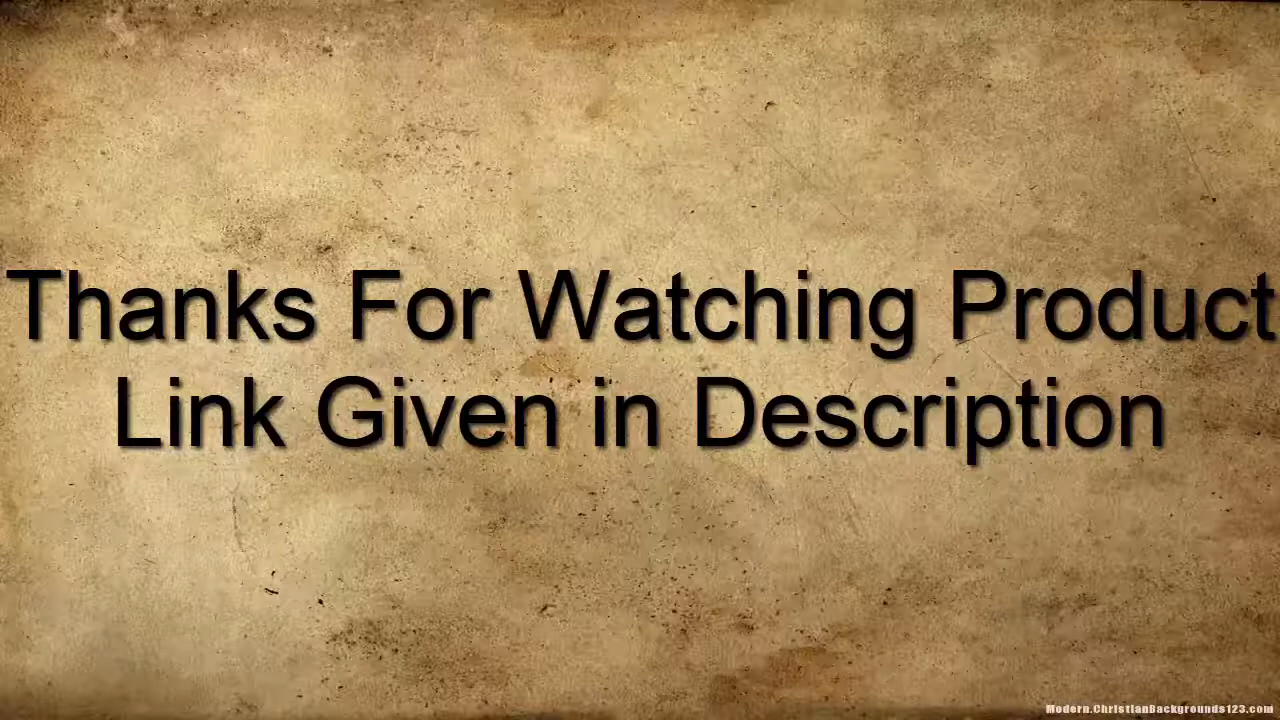 Thanks For Watching Product
Link Given in Description
Modern.ChristianBackgrounds123.com